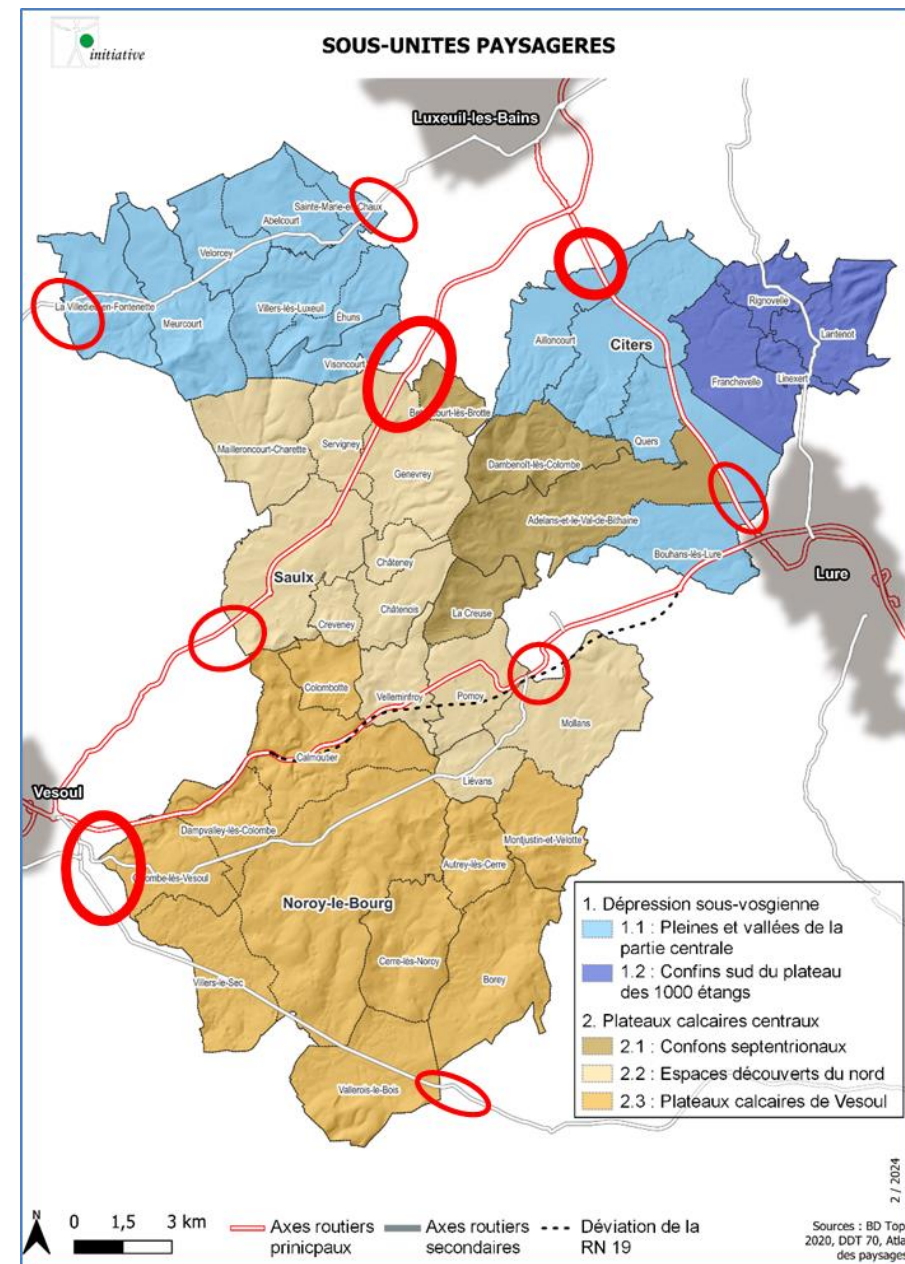 initiative
SOUS-UNITES PAYSAGERES
Luxeuil-les-Bains
Sainte-Marie-en-Chaux
Abelcourt
Velorcey
La Villedieu-en-Fontenette
Villers-lès-Luxeuil
Éhuns
Meurcourt
Visoncourt
Rignovelle
Lantenot
Ailloncourt
Citers
Linexert
Franchevelle
Quers
Mailleroncourt-Charette
Servigney
Genevrey
Dambenoît-lès-Colombe
Adelans-et-le-Val-de-Bithaine
Bouhans-lès-Lure
Lure
Châteney
Saulx
Châtenois
Creveney
La Creuse
Colombotte
Velleminfroy
Pomoy
Mollans
Calmoutier
Liévans
Vesoul
Dampvalley-lès-Colombe
Montjustin-et-Velotte
Autrey-lès-Cerre
Noroy-le-Bourg
Cerre-lès-Noroy
Borey
Villers-le-Sec
Vallerois-le-Bois
1. Dépression sous-vosgienne
1.1 : Pleines et vallées de la
partie centrale
1.2 : Confins sud du plateau
des 1000 étangs
2. Plateaux calcaires centraux
2.1 : Confons septentrionaux
2.2 : Espaces découverts du nord
2.3 : Plateaux calcaires de Vesoul
2 / 2024
N
0 1,5 3 km
Axes routiers
prinicpaux
Axes routiers
secondaires
Déviation de la
RN 19
Sources : BD Top
2020, DDT 70, Atla
des paysages